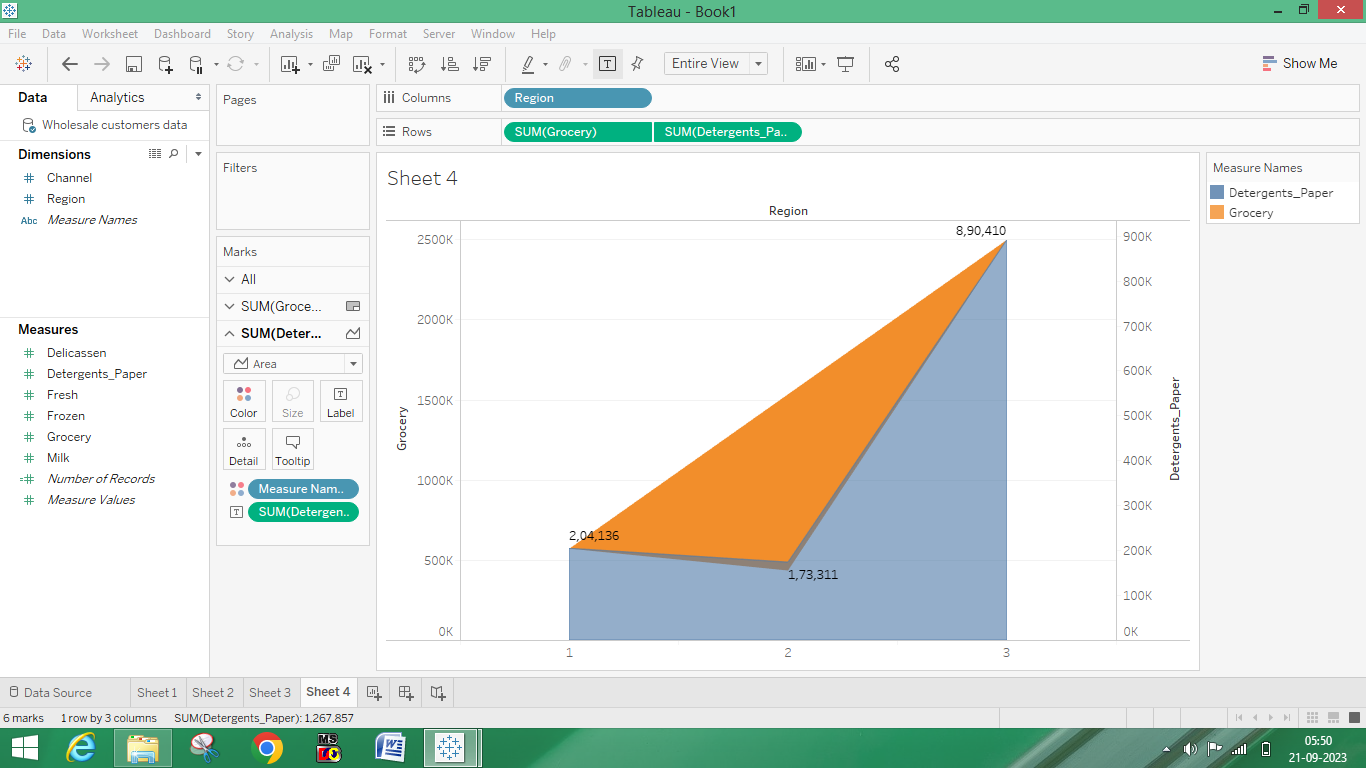 Tableau - Book1
File Data Worksheet Dashboard Story Analysis Map Format Server Window Help
Entire View
Show Me
Data Analytics
Wholesale customers data
Dimensions
Channel
Region
Abc Measure Names
Measures
Delicassen
Detergents_Paper
Fresh
Frozen
Grocery
Milk
Number of Records
Measure Values
Pages
Filters
Marks
All
SUM(Groce...
SUM(Deter...
Area
Color Size Label
Detail Tooltip
Measure Nam..
SUM(Detergen..
Columns Region
Rows SUM(Grocery) SUM(Detergents_Pa..
Sheet 4
Region
2500K
2000K
1500K
1000K
500K
0K
Grocery
8,90,410
2,04,136
1,73,311
1 2 3
900K
800K
700K
600K
500K
400K
300K
200K
100K
0K
Detergents_Paper
Measure Names
Detergents_Paper
Grocery
Data Source Sheet 1 Sheet 2 Sheet 3 Sheet 4
6 marks 1 row by 3 columns SUM(Detergents_Paper): 1,267,857
MS
05:50
21-09-2023